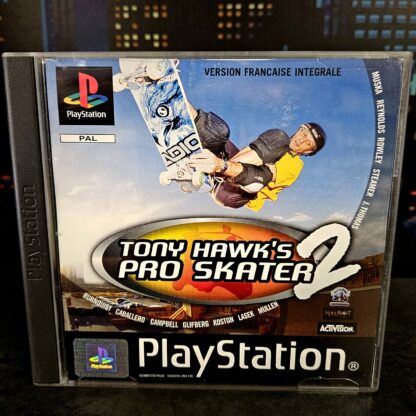 PlayStation
PAL
VERSION FRANCAISE INTEGRALE
MUSKA REYNOLDS ROWLEY STEAMER J. THOMAS
TONY HAWK'S
PRO SKATER 2
BURNQUIST CABALLERO CAMPBELL GLIFBERG KOSTON LASEK MULLEN
ACTIVISION
PlayStation
PlayStation®
PlayStation